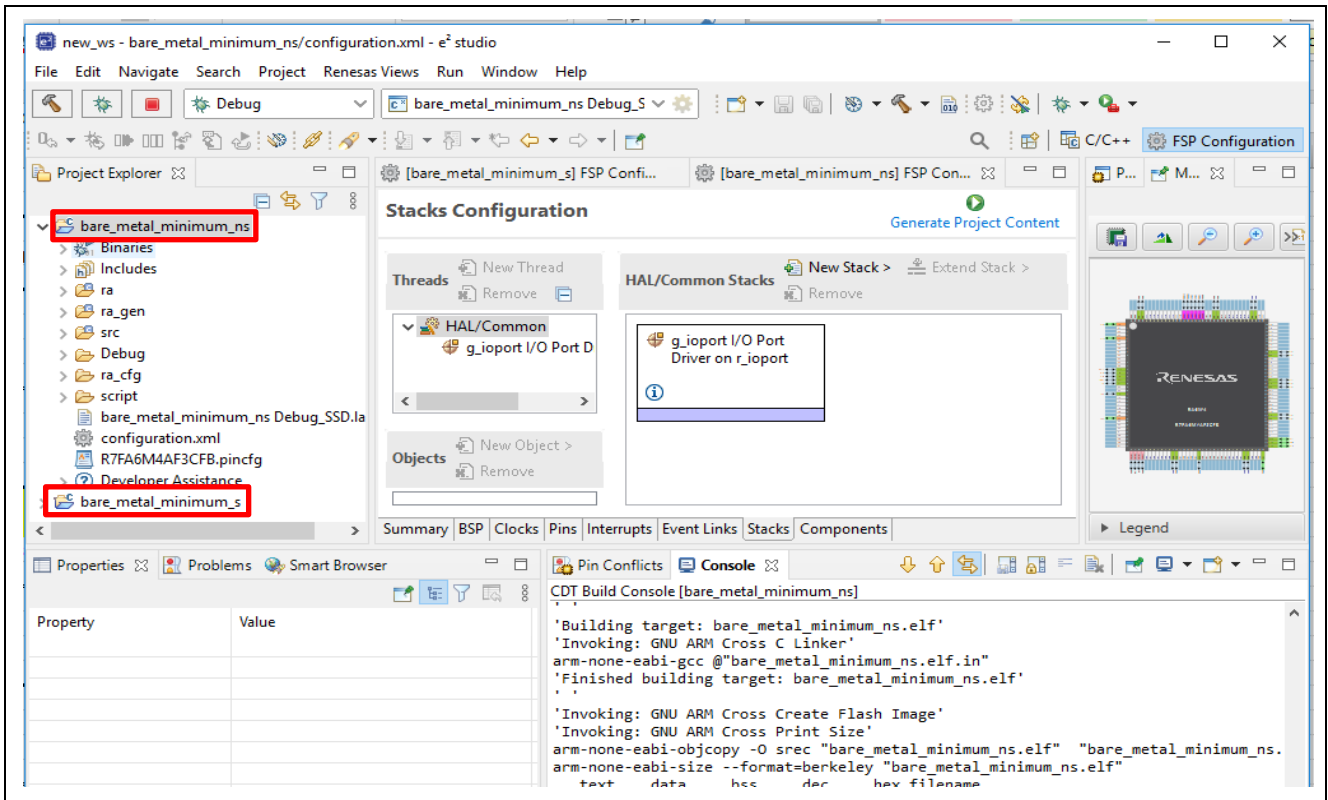 new_ws - bare_metal_minimum_ns/configuration.xml - e² studio
File Edit Navigate Search Project Renesas Views Run Window Help
Debug
bare_metal_minimum_ns Debug_S
C/C++
FSP Configuration
Project Explorer
bare_metal_minimum_ns
Binaries
Includes
ra
ra_gen
src
Debug
ra_cfg
script
bare_metal_minimum_ns Debug_SSD.la
configuration.xml
R7FA6M4AF3CFB.pincfg
Developer Assistance
bare_metal_minimum_s
[bare_metal_minimum_s] FSP Confi...
[bare_metal_minimum_ns] FSP Con...
Stacks Configuration
Generate Project Content
Threads
New Thread
Remove
HAL/Common
g_ioport I/O Port D
Objects
New Object >
Remove
HAL/Common Stacks
New Stack >
Extend Stack >
Remove
g_ioport I/O Port
Driver on r_ioport
Summary BSP Clocks Pins Interrupts Event Links Stacks Components
P...
M...
RENESAS
Legend
Properties
Problems
Smart Browser
Property Value
Pin Conflicts
Console
CDT Build Console [bare_metal_minimum_ns]
' '
'Building target: bare_metal_minimum_ns.elf'
'Invoking: GNU ARM Cross C Linker'
arm-none-eabi-gcc @"bare_metal_minimum_ns.elf.in"
'Finished building target: bare_metal_minimum_ns.elf'
' '
'Invoking: GNU ARM Cross Create Flash Image'
'Invoking: GNU ARM Cross Print Size'
arm-none-eabi-objcopy -O srec "bare_metal_minimum_ns.elf" "bare_metal_minimum_ns.
arm-none-eabi-size --format=berkeley "bare_metal_minimum_ns.elf"
text data bss dec hex filename